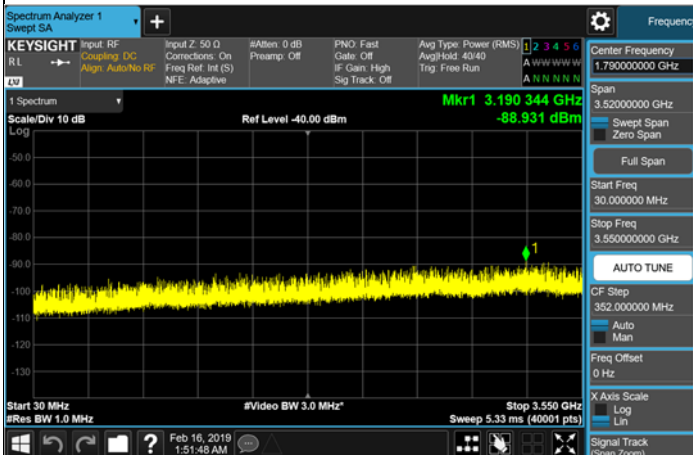 Spectrum Analyzer 1
Swept SA
+
Frequency
KEYSIGHT
RL
LXI
Input: RF
Coupling: DC
Align: Auto/No RF
Input Z: 50 Ω
Corrections: On
Freq Ref: Int (S)
NFE: Adaptive
#Atten: 0 dB
Preamp: Off
PNO: Fast
Gate: Off
IF Gain: High
Sig Track: Off
Avg Type: Power (RMS)
Avg|Hold: 40/40
Trig: Free Run
1 2 3 4 5 6
A W W W W W
A N N N N N
1 Spectrum
Scale/Div 10 dB
Log
Ref Level -40.00 dBm
Mkr1 3.190 344 GHz
-88.931 dBm
-50.0
-60.0
-70.0
-80.0
-90.0
-100
-110
-120
-130
1
Start 30 MHz
#Res BW 1.0 MHz
#Video BW 3.0 MHz*
Stop 3.550 GHz
Sweep 5.33 ms (40001 pts)
Center Frequency
1.790000000 GHz
Span
3.52000000 GHz
Swept Span
Zero Span
Full Span
Start Freq
30.000000 MHz
Stop Freq
3.550000000 GHz
AUTO TUNE
CF Step
352.000000 MHz
Auto
Man
Freq Offset
0 Hz
X Axis Scale
Log
Lin
Signal Track
(Span Zoom)
?
Feb 16, 2019
1:51:48 AM